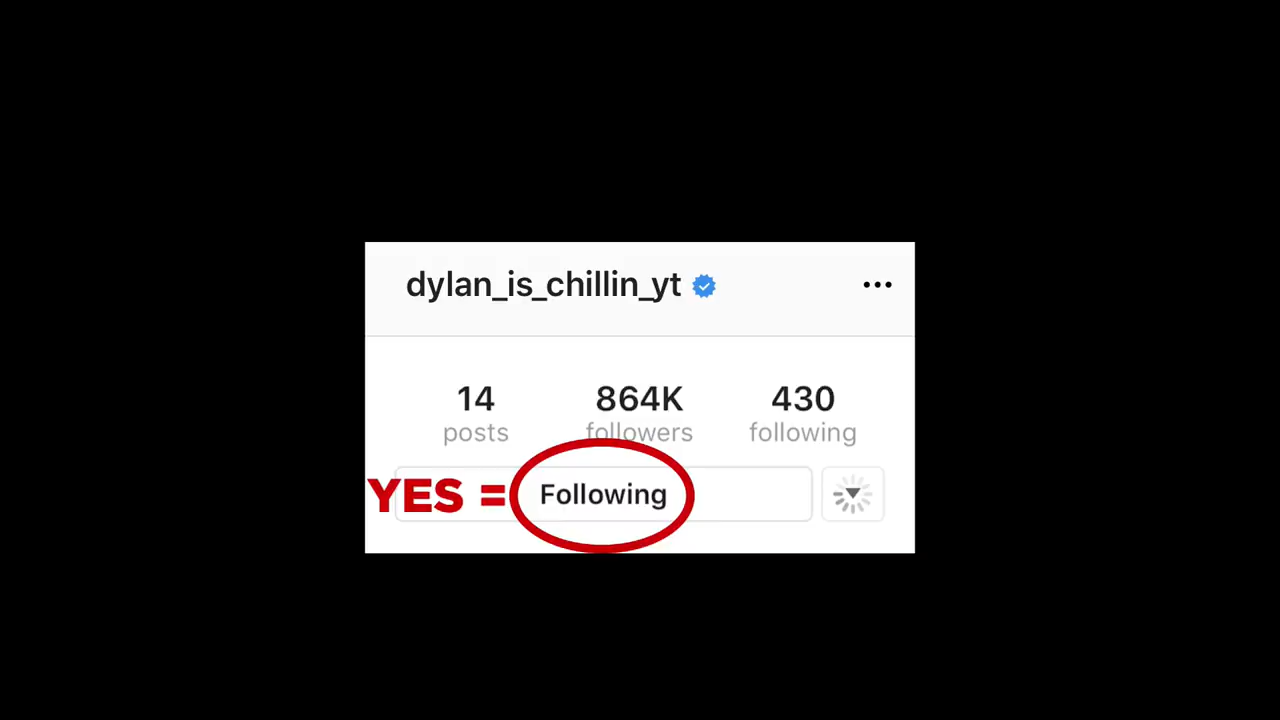 dylan_is_chillin_yt
14 864K 430
posts followers following
YES = Following